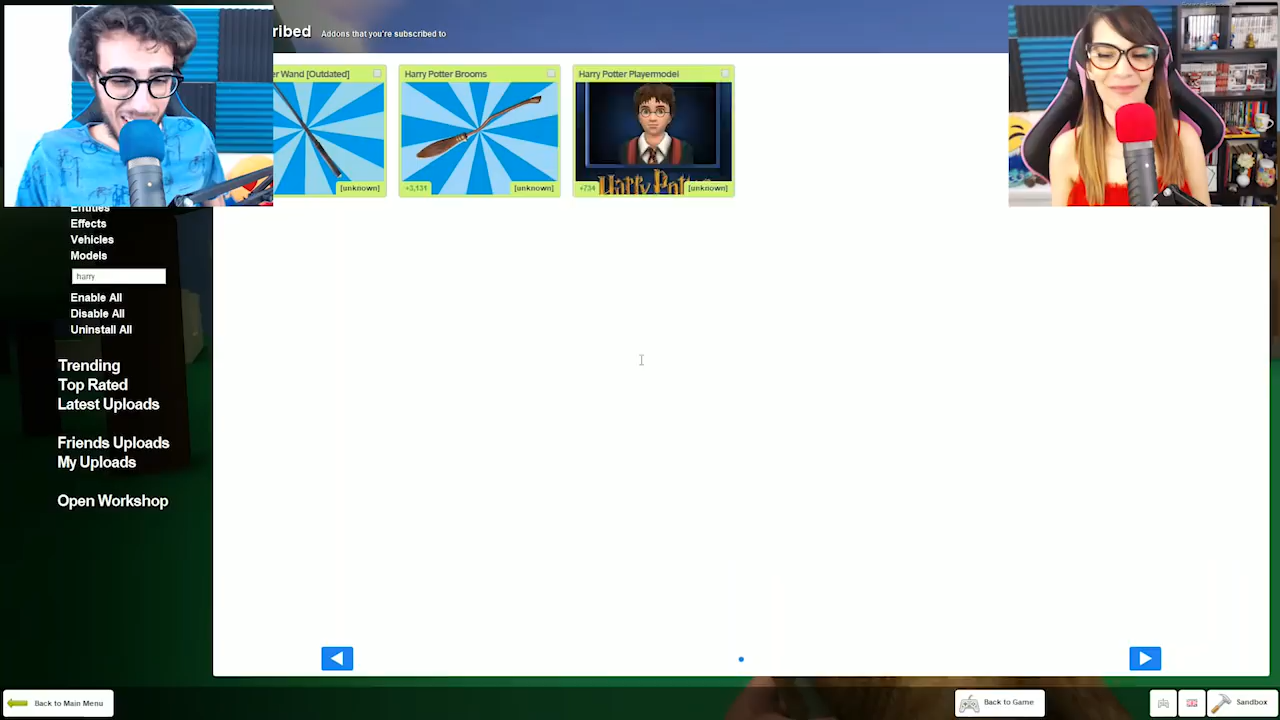 ribed Addons that you're subscribed to
er Wand [Outdated]
Harry Potter Brooms
Harry Potter Playermodel
[unknown]
+3,131
[unknown]
+734
[unknown]
Entities
Effects
Vehicles
Models
harry
Enable All
Disable All
Uninstall All
Trending
Top Rated
Latest Uploads
Friends Uploads
My Uploads
Open Workshop
Back to Main Menu
Back to Game
Sandbox